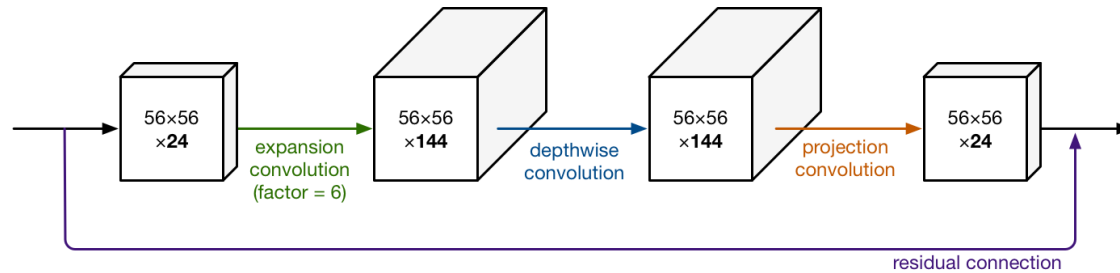 56×56
×24
expansion
convolution
(factor = 6)
56×56
×144
depthwise
convolution
56×56
×144
projection
convolution
56×56
×24
residual connection